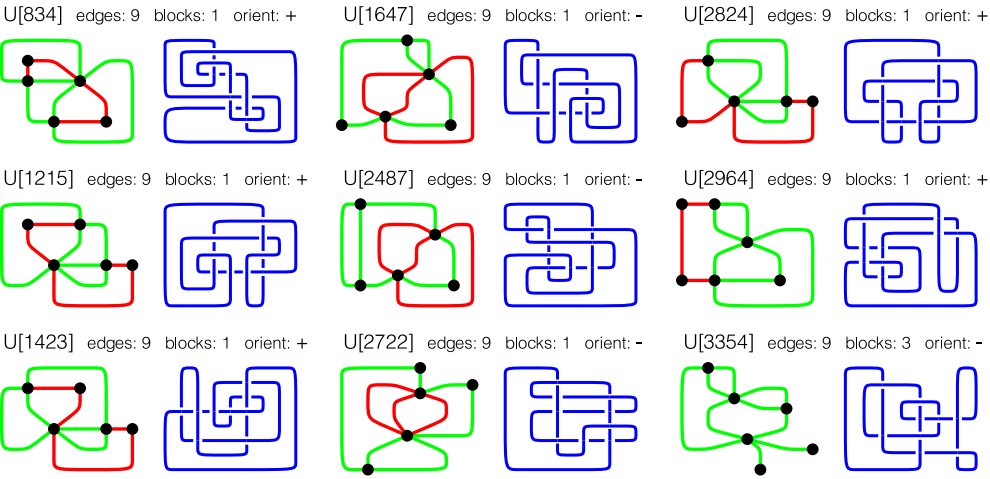 U[834] edges: 9 blocks: 1 orient: +
U[1647] edges: 9 blocks: 1 orient: -
U[2824] edges: 9 blocks: 1 orient: +
U[1215] edges: 9 blocks: 1 orient: +
U[2487] edges: 9 blocks: 1 orient: -
U[2964] edges: 9 blocks: 1 orient: +
U[1423] edges: 9 blocks: 1 orient: +
U[2722] edges: 9 blocks: 1 orient: -
U[3354] edges: 9 blocks: 3 orient: -